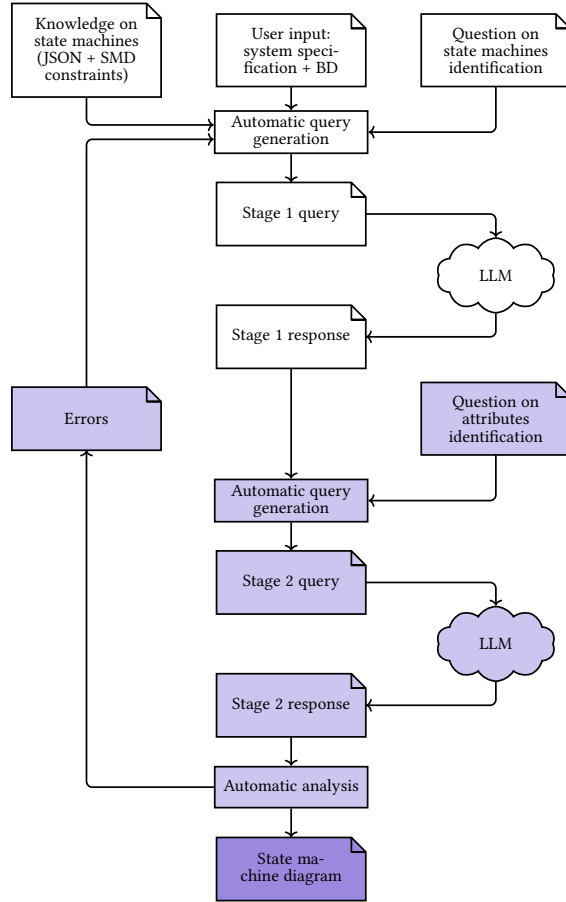 Knowledge on
state machines
(JSON + SMD
constraints)
User input:
system speci-
fication + BD
Question on
state machines
identification
Automatic query
generation
Stage 1 query
LLM
Stage 1 response
Errors
Question on
attributes
identification
Automatic query
generation
Stage 2 query
LLM
Stage 2 response
Automatic analysis
State ma-
chine diagram